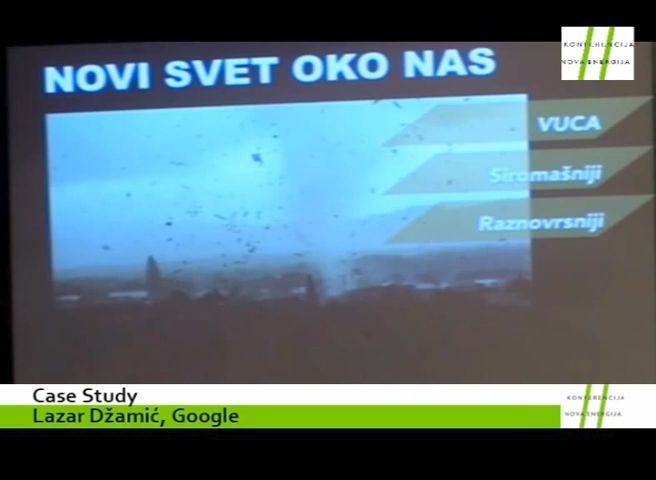 KONFERENCIJA
NOVA ENERGIJA
NOVI SVET OKO NAS
VUCA
Siromašniji
Raznovrsniji
Case Study
Lazar Džamić, Google
KONFERENCIJA
NOVA ENERGIJA